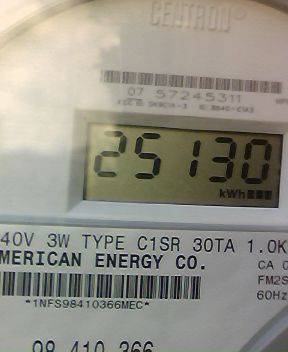 CENTRON®
07 57245311
25130
kWh
40V 3W TYPE C1SR 30TA 1.0K
MERICAN ENERGY CO.
CA 0
FM2S
*1NFS98410366MEC*
60Hz
98 410 366